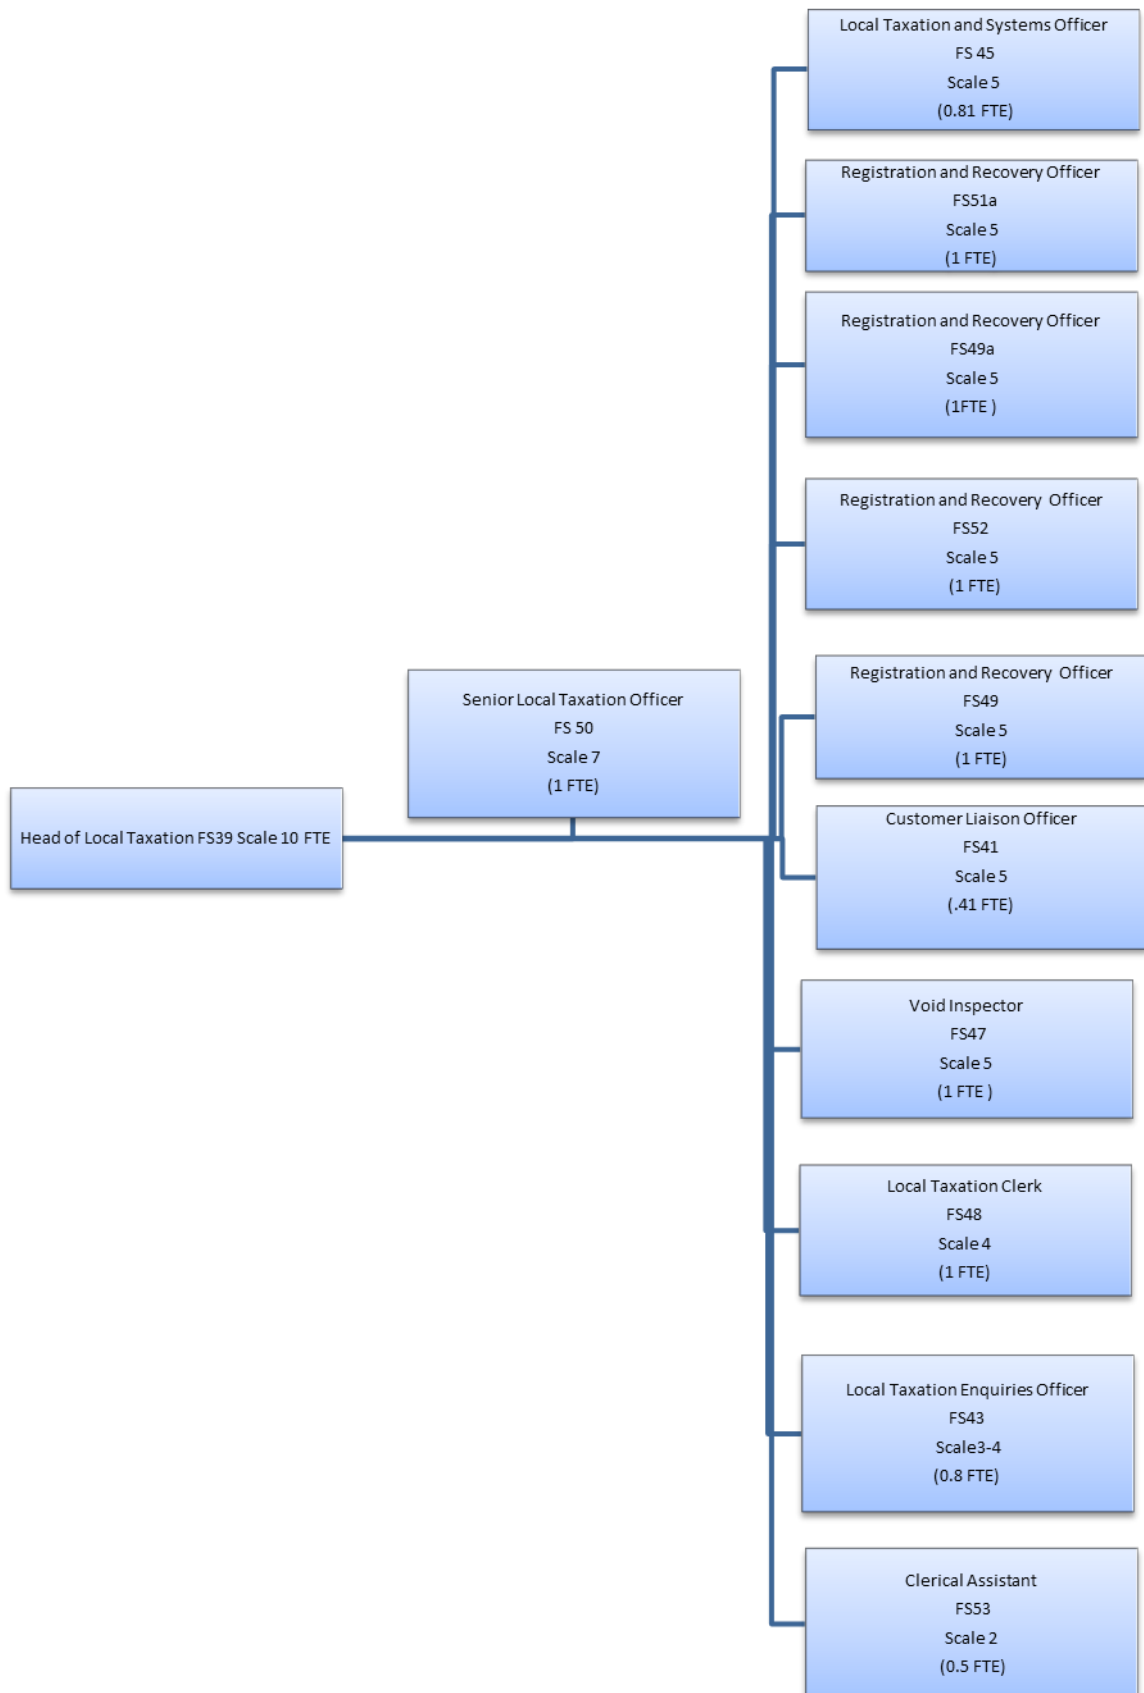 Local Taxation and Systems Officer
FS 45
Scale 5
(0.81 FTE)
Registration and Recovery Officer
FS51a
Scale 5
(1 FTE)
Registration and Recovery Officer
FS49a
Scale 5
(1FTE )
Registration and Recovery  Officer
FS52
Scale 5
(1 FTE)
Registration and Recovery  Officer
FS49
Scale 5
(1 FTE)
Senior Local Taxation Officer
FS 50
Scale 7
(1 FTE)
Head of Local Taxation FS39 Scale 10 FTE
Customer Liaison Officer
FS41
Scale 5
(.41 FTE)
Void Inspector
FS47
Scale 5
(1 FTE )
Local Taxation Clerk
FS48
Scale 4
(1 FTE)
Local Taxation Enquiries Officer
FS43
Scale3-4
(0.8 FTE)
Clerical Assistant
FS53
Scale 2
(0.5 FTE)